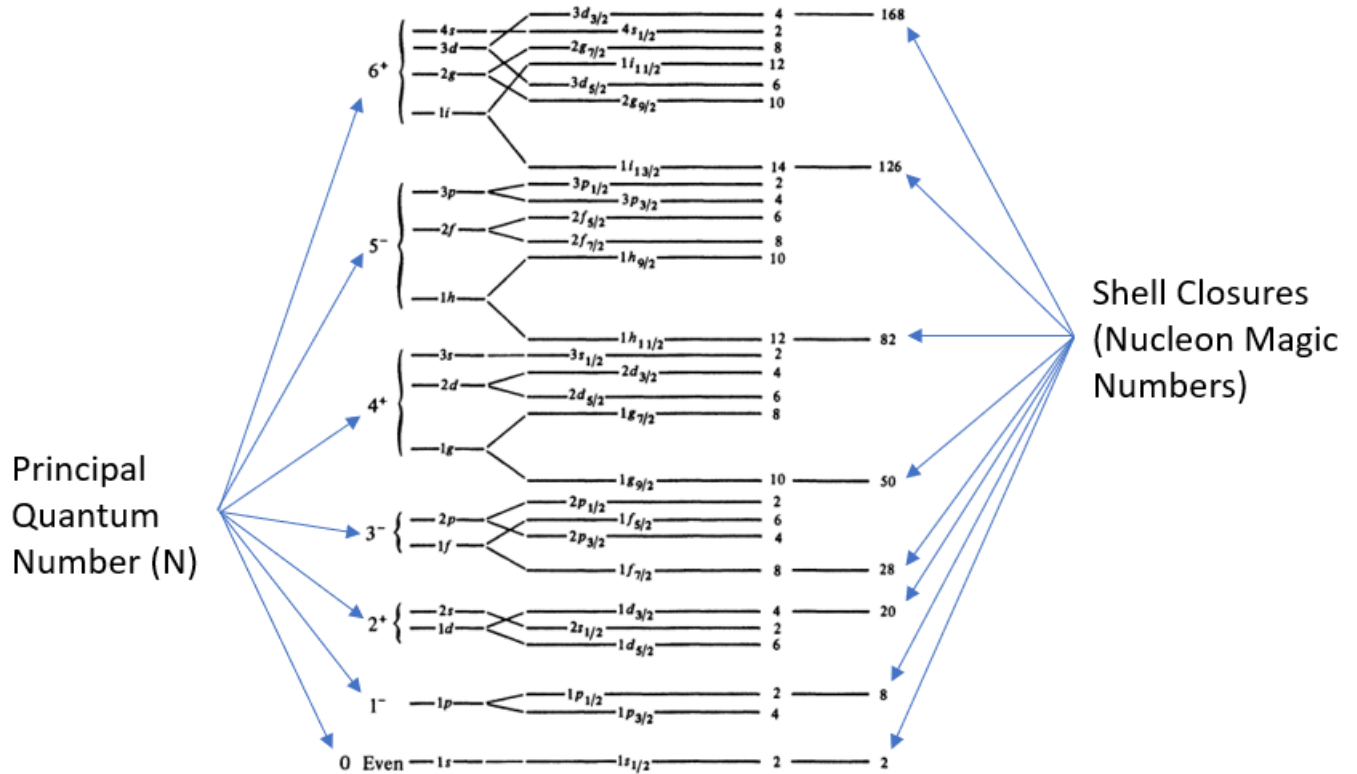 3d3/2 4 168
4s 4s1/2 2
3d 2g7/2 8
6+ 1i11/2 12
2g 3d5/2 6
2g9/2 10
1i
1i13/2 14 126
3p 3p1/2 2
3p3/2 4
2f 2f5/2 6
5- 2f7/2 8
1h9/2 10
1h
1h11/2 12 82
3s 3s1/2 2
2d 2d3/2 4
4+ 2d5/2 6
1g7/2 8
1g
1g9/2 10 50
2p1/2 2
3- 2p 1f5/2 6
1f 2p3/2 4
1f7/2 8 28
2s 1d3/2 4 20
2+ 1d 2s1/2 2
1d5/2 6
1p1/2 2 8
1- 1p
1p3/2 4
0 Even 1s 1s1/2 2 2
Principal
Quantum
Number (N)
Shell Closures
(Nucleon Magic
Numbers)